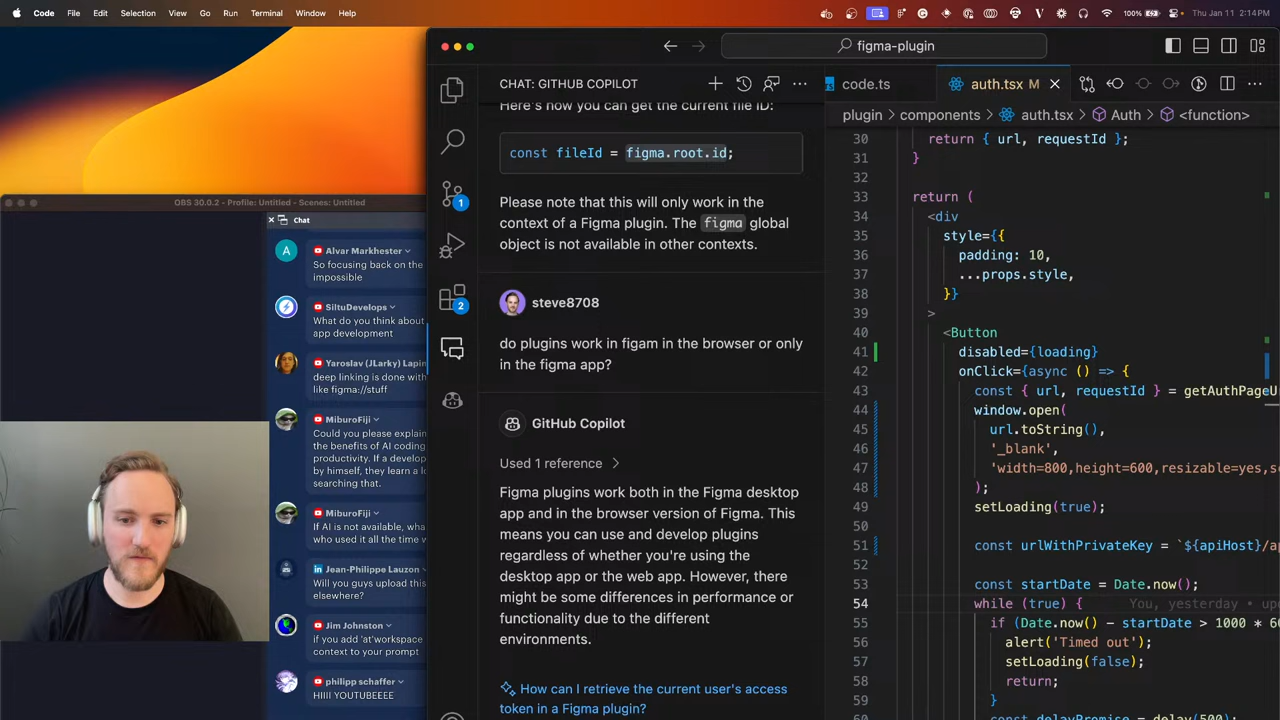 Code File Edit Selection View Go Run Terminal Window Help
100% Thu Jan 11 2:14 PM
figma-plugin
OBS 30.0.2 - Profile: Untitled - Scenes: Untitled
Chat
A
Alvar Markhester
So focusing back on the
impossible
SiltuDevelops
What do you think about
app development
Yaroslav (JLarky) Lapin
deep linking is done with
like figma://stuff
MiburoFiji
Could you please explain
the benefits of AI coding
productivity. If a develop
by himself, they learn a lo
searching that.
MiburoFiji
If AI is not available, wha
who used it all the time w
Jean-Philippe Lauzon
Will you guys upload this
elsewhere?
Jim Johnston
if you add 'at'workspace
context to your prompt
philipp schaffer
HIIII YOUTUBEEEE
1
2
CHAT: GITHUB COPILOT
Here's how you can get the current file ID:
const fileId = figma.root.id;
Please note that this will only work in the
context of a Figma plugin. The figma global
object is not available in other contexts.
steve8708
do plugins work in figam in the browser or only
in the figma app?
GitHub Copilot
Used 1 reference
Figma plugins work both in the Figma desktop
app and in the browser version of Figma. This
means you can use and develop plugins
regardless of whether you're using the
desktop app or the web app. However, there
might be some differences in performance or
functionality due to the different
environments.
How can I retrieve the current user's access
token in a Figma plugin?
code.ts
auth.tsx M
plugin > components > auth.tsx > Auth > <function>
30 return { url, requestId };
31 }
32
33 return (
34 <div
35 style={{
36 padding: 10,
37 ...props.style,
38 }}
39 >
40 <Button
41 disabled={loading}
42 onClick={async () => {
43 const { url, requestId } = getAuthPageU
44 window.open(
45 url.toString(),
46 '_blank',
47 'width=800,height=600,resizable=yes,s
48 );
49 setLoading(true);
50
51 const urlWithPrivateKey = `${apiHost}/ap
52
53 const startDate = Date.now();
54 while (true) { You, yesterday • up
55 if (Date.now() - startDate > 1000 * 60
56 alert('Timed out');
57 setLoading(false);
58 return;
59 }
60 const delayPromise = delay(500);